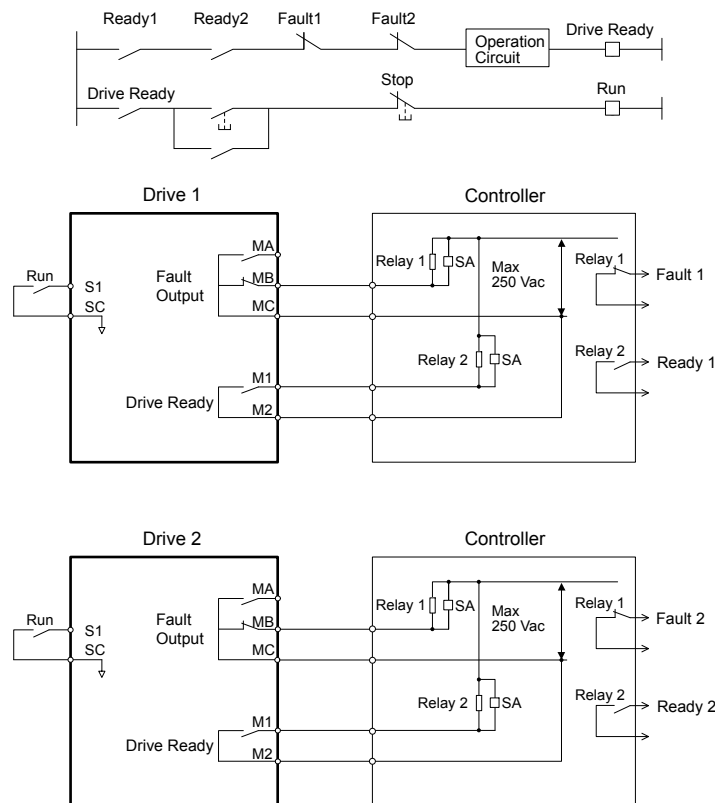 Ready1 Ready2 Fault1 Fault2 Drive Ready
Operation
Circuit
Drive Ready Stop Run
Drive 1 Controller
MA
Relay 1 SA Relay 1
Run S1 Fault
Output MB Max
250 Vac Fault 1
SC MC
Relay 2 SA Relay 2 Ready 1
M1
Drive Ready
M2
Drive 2 Controller
MA
Relay 1 SA Relay 1
Run S1 Fault
Output MB Max
250 Vac Fault 2
SC MC
Relay 2 SA Relay 2 Ready 2
M1
Drive Ready
M2